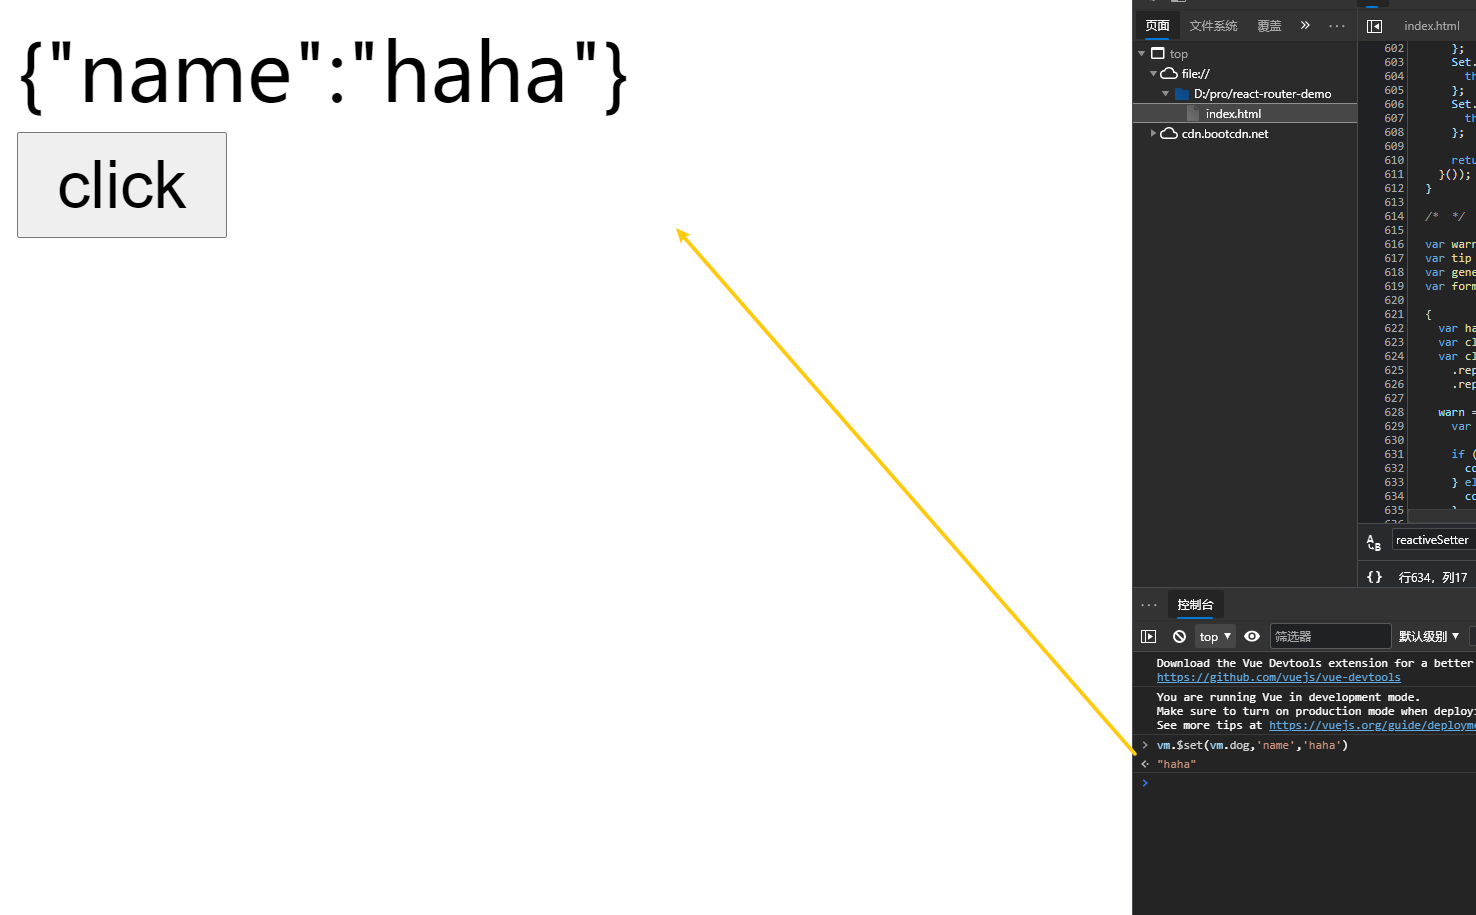 {"name":"haha"}
click
页面 文件系统 覆盖 » ···
index.html
top
file://
D:/pro/react-router-demo
index.html
cdn.bootcdn.net
602 };
603 Set.
604 th
605 };
606 Set.
607 th
608 };
609
610 retu
611 }());
612 }
613
614 /* */
615
616 var warn
617 var tip
618 var gene
619 var form
620
621 {
622 var ha
623 var cl
624 var cl
625 .rep
626 .rep
627
628 warn =
629 var
630
631 if (
632 co
633 } el
634 co
635 }
reactiveSetter
{} 行634，列17
··· 控制台
top ▼ 筛选器 默认级别 ▼
Download the Vue Devtools extension for a better
https://github.com/vuejs/vue-devtools
You are running Vue in development mode.
Make sure to turn on production mode when deployi
See more tips at https://vuejs.org/guide/deployme
> vm.$set(vm.dog,'name','haha')
"haha"
>